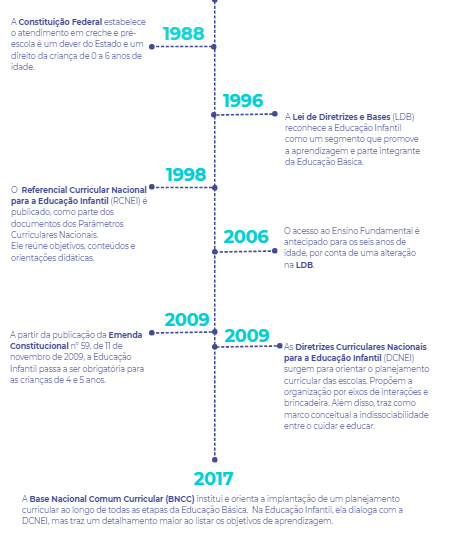 1988
A Constituição Federal estabelece
o atendimento em creche e pré-
escola é um dever do Estado e um
direito da criança de 0 a 6 anos de
idade.
1996
A Lei de Diretrizes e Bases (LDB)
reconhece a Educação Infantil
como um segmento que promove
a aprendizagem e parte integrante
da Educação Básica.
1998
O Referencial Curricular Nacional
para a Educação Infantil (RCNEI) é
publicado, como parte dos
documentos dos Parâmetros
Curriculares Nacionais.
Ele reúne objetivos, conteúdos e
orientações didáticas.
2006
O acesso ao Ensino Fundamental é
antecipado para os seis anos de
idade, por conta de uma alteração
na LDB.
2009
A partir da publicação da Emenda
Constitucional nº 59, de 11 de
novembro de 2009, a Educação
Infantil passa a ser obrigatória para
as crianças de 4 e 5 anos.
2009
As Diretrizes Curriculares Nacionais
para a Educação Infantil (DCNEI)
surgem para orientar o planejamento
curricular das escolas. Propõem a
organização por eixos de interações e
brincadeira. Além disso, traz como
marco conceitual a indissociabilidade
entre o cuidar e educar.
2017
A Base Nacional Comum Curricular (BNCC) institui e orienta a implantação de um planejamento
curricular ao longo de todas as etapas da Educação Básica. Na Educação Infantil, ela dialoga com a
DCNEI, mas traz um detalhamento maior ao listar os objetivos de aprendizagem.